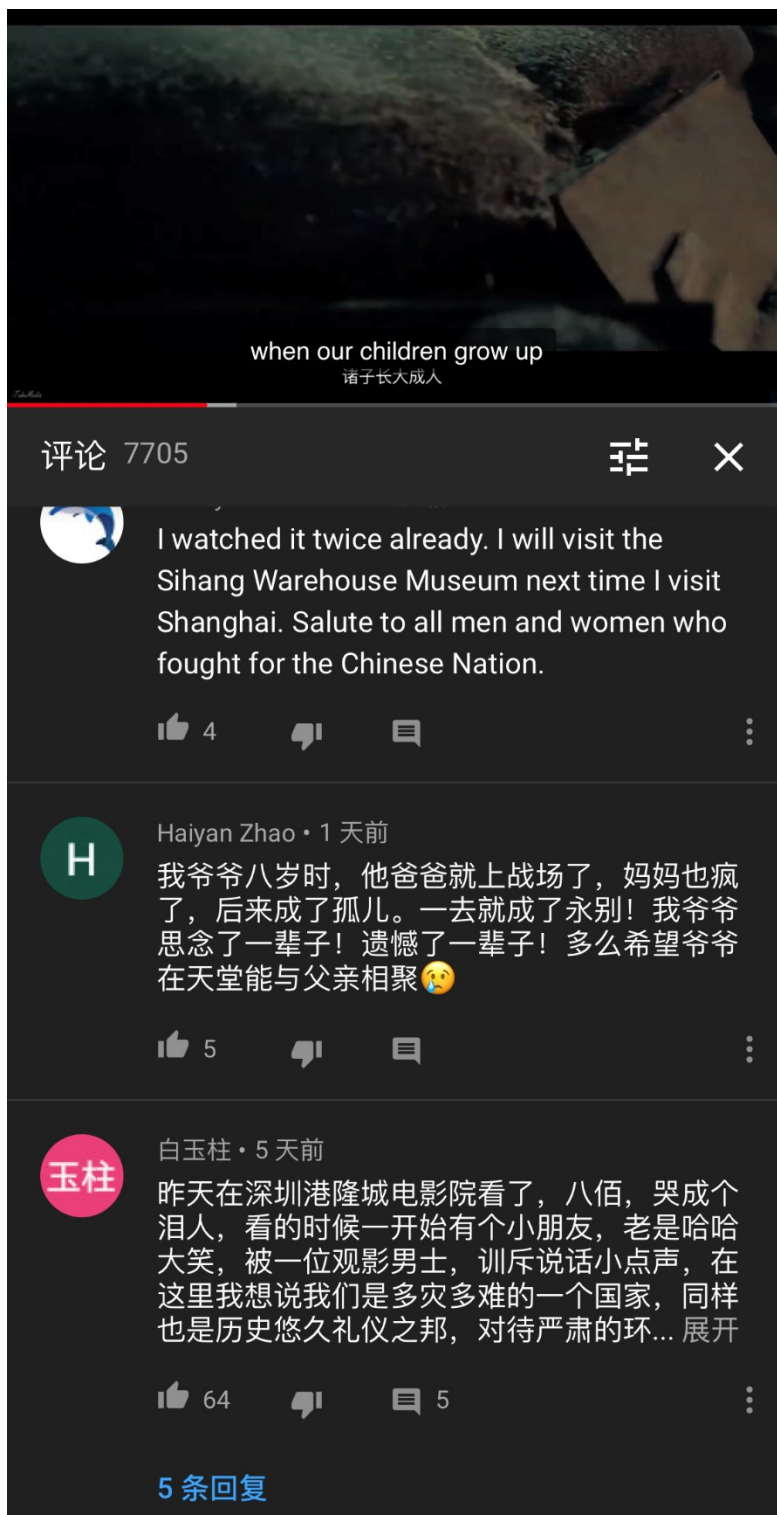 when our children grow up
诸子长大成人
评论 7705
I watched it twice already. I will visit the
Sihang Warehouse Museum next time I visit
Shanghai. Salute to all men and women who
fought for the Chinese Nation.
4
H
Haiyan Zhao • 1 天前
我爷爷八岁时，他爸爸就上战场了，妈妈也疯
了，后来成了孤儿。一去就成了永别！我爷爷
思念了一辈子！遗憾了一辈子！多么希望爷爷
在天堂能与父亲相聚😢
5
玉柱
白玉柱 • 5 天前
昨天在深圳港隆城电影院看了，八佰，哭成个
泪人，看的时候一开始有个小朋友，老是哈哈
大笑，被一位观影男士，训斥说话小点声，在
这里我想说我们是多灾多难的一个国家，同样
也是历史悠久礼仪之邦，对待严肃的环... 展开
64 5
5 条回复